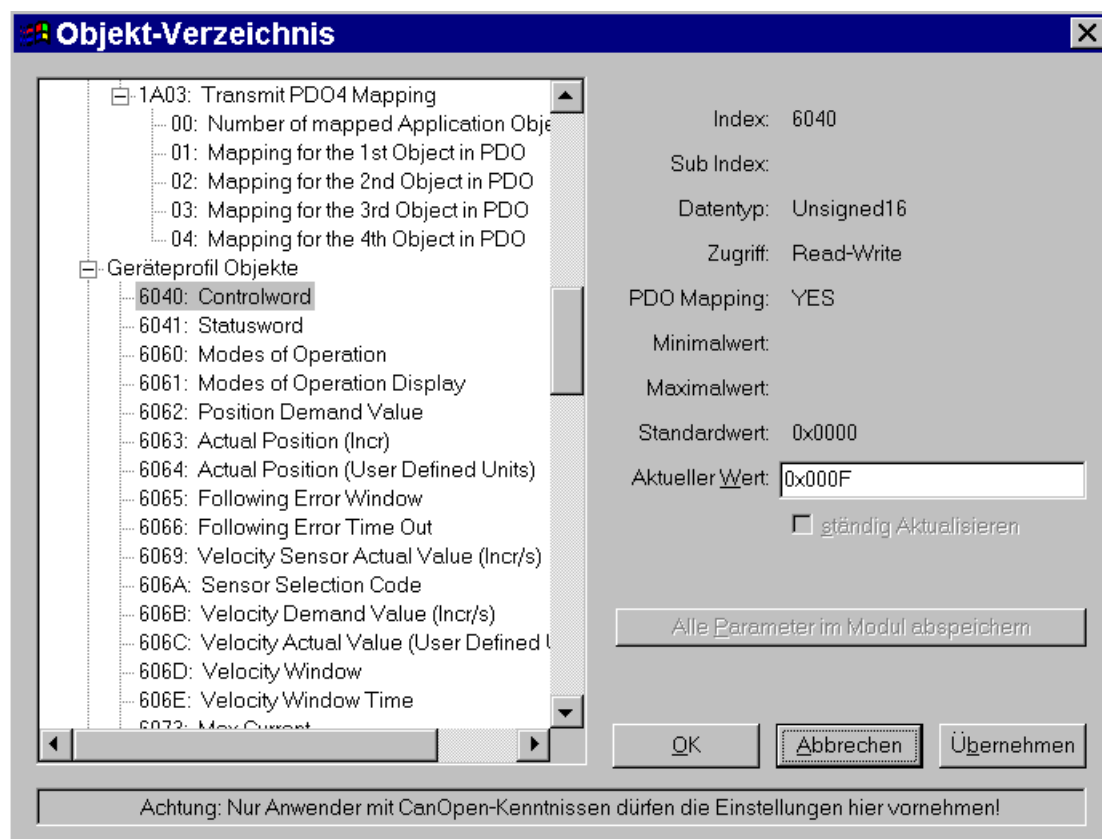 Objekt-Verzeichnis
1A03: Transmit PDO4 Mapping
00: Number of mapped Application Obje
01: Mapping for the 1st Object in PDO
02: Mapping for the 2nd Object in PDO
03: Mapping for the 3rd Object in PDO
04: Mapping for the 4th Object in PDO
Geräteprofil Objekte
6040: Controlword
6041: Statusword
6060: Modes of Operation
6061: Modes of Operation Display
6062: Position Demand Value
6063: Actual Position (Incr)
6064: Actual Position (User Defined Units)
6065: Following Error Window
6066: Following Error Time Out
6069: Velocity Sensor Actual Value (Incr/s)
606A: Sensor Selection Code
606B: Velocity Demand Value (Incr/s)
606C: Velocity Actual Value (User Defined U
606D: Velocity Window
606E: Velocity Window Time
6073: Max Current
Index: 6040
Sub Index:
Datentyp: Unsigned16
Zugriff: Read-Write
PDO Mapping: YES
Minimalwert:
Maximalwert:
Standardwert: 0x0000
Aktueller Wert: 0x000F
ständig Aktualisieren
Alle Parameter im Modul abspeichern
OK
Abbrechen
Übernehmen
Achtung: Nur Anwender mit CanOpen-Kenntnissen dürfen die Einstellungen hier vornehmen!